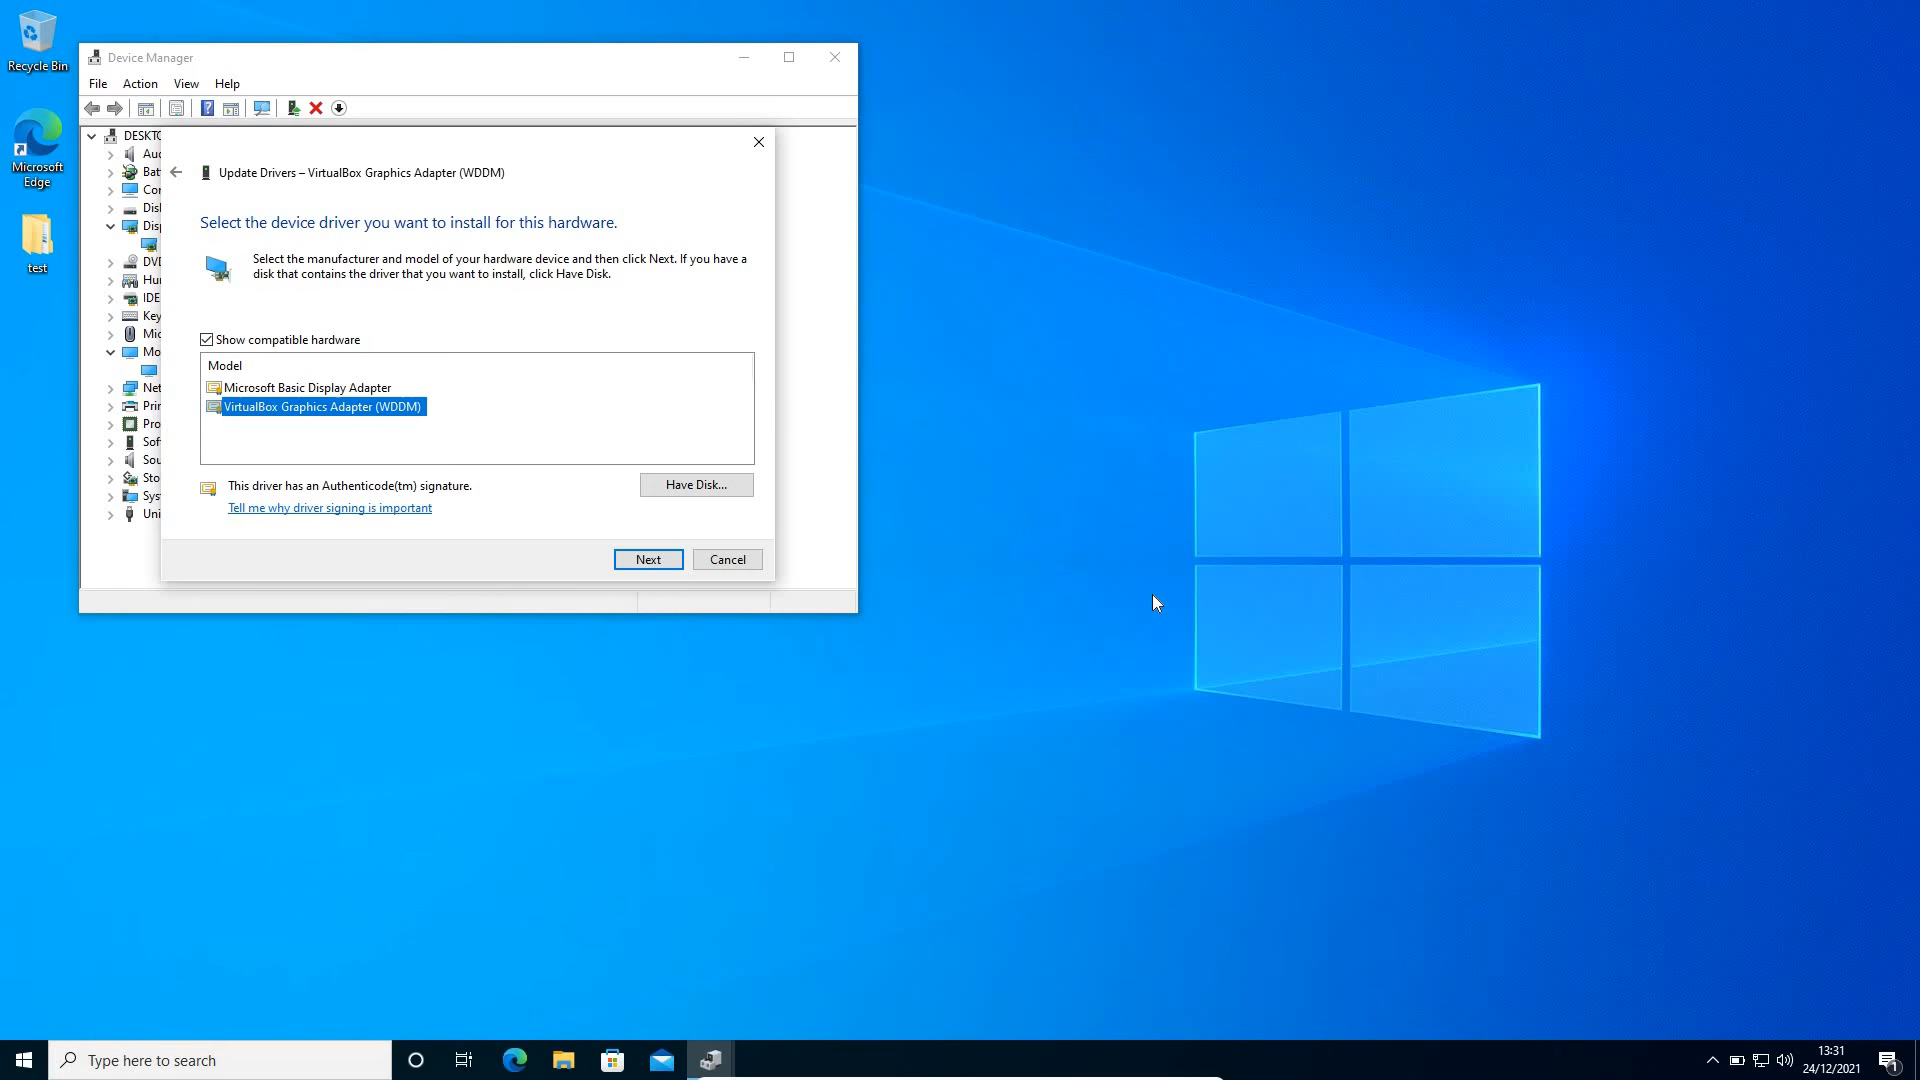 Recycle Bin
Microsoft
Edge
test
Device Manager
File Action View Help
DESKTO
Auc
Bat
Cor
Disl
Disp
DVD
Hur
IDE
Key
Mic
Mo
Net
Prin
Pro
Sof
Sou
Sto
Sys
Uni
Update Drivers – VirtualBox Graphics Adapter (WDDM)
Select the device driver you want to install for this hardware.
Select the manufacturer and model of your hardware device and then click Next. If you have a
disk that contains the driver that you want to install, click Have Disk.
Show compatible hardware
Model
Microsoft Basic Display Adapter
VirtualBox Graphics Adapter (WDDM)
This driver has an Authenticode(tm) signature.
Have Disk...
Tell me why driver signing is important
Next Cancel
Type here to search
13:31
24/12/2021
1